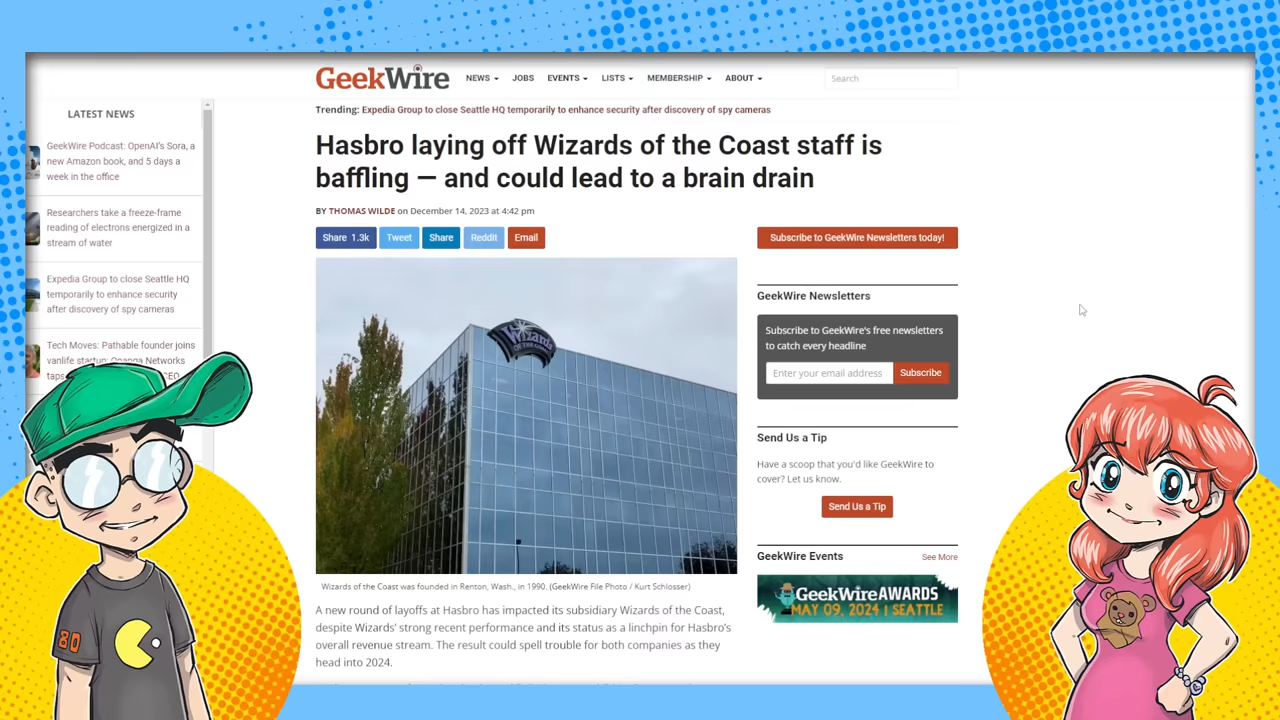 GeekWire
NEWS
JOBS
EVENTS
LISTS
MEMBERSHIP
ABOUT
Search
Trending: Expedia Group to close Seattle HQ temporarily to enhance security after discovery of spy cameras
LATEST NEWS
GeekWire Podcast: OpenAI's Sora, a
new Amazon book, and 5 days a
week in the office
Researchers take a freeze-frame
reading of electrons energized in a
stream of water
Expedia Group to close Seattle HQ
temporarily to enhance security
after discovery of spy cameras
Tech Moves: Pathable founder joins
vanlife startup; Opanga Networks
taps
CEO
Hasbro laying off Wizards of the Coast staff is
baffling — and could lead to a brain drain
BY THOMAS WILDE on December 14, 2023 at 4:42 pm
Share 1.3k
Tweet
Share
Reddit
Email
Wizards
OF THE COAST
Wizards of the Coast was founded in Renton, Wash., in 1990. (GeekWire File Photo / Kurt Schlosser)
A new round of layoffs at Hasbro has impacted its subsidiary Wizards of the Coast,
despite Wizards' strong recent performance and its status as a linchpin for Hasbro's
overall revenue stream. The result could spell trouble for both companies as they
head into 2024.
Subscribe to GeekWire Newsletters today!
GeekWire Newsletters
Subscribe to GeekWire's free newsletters
to catch every headline
Enter your email address
Subscribe
Send Us a Tip
Have a scoop that you'd like GeekWire to
cover? Let us know.
Send Us a Tip
GeekWire Events
See More
GeekWireAWARDS
MAY 09, 2024 | SEATTLE
80